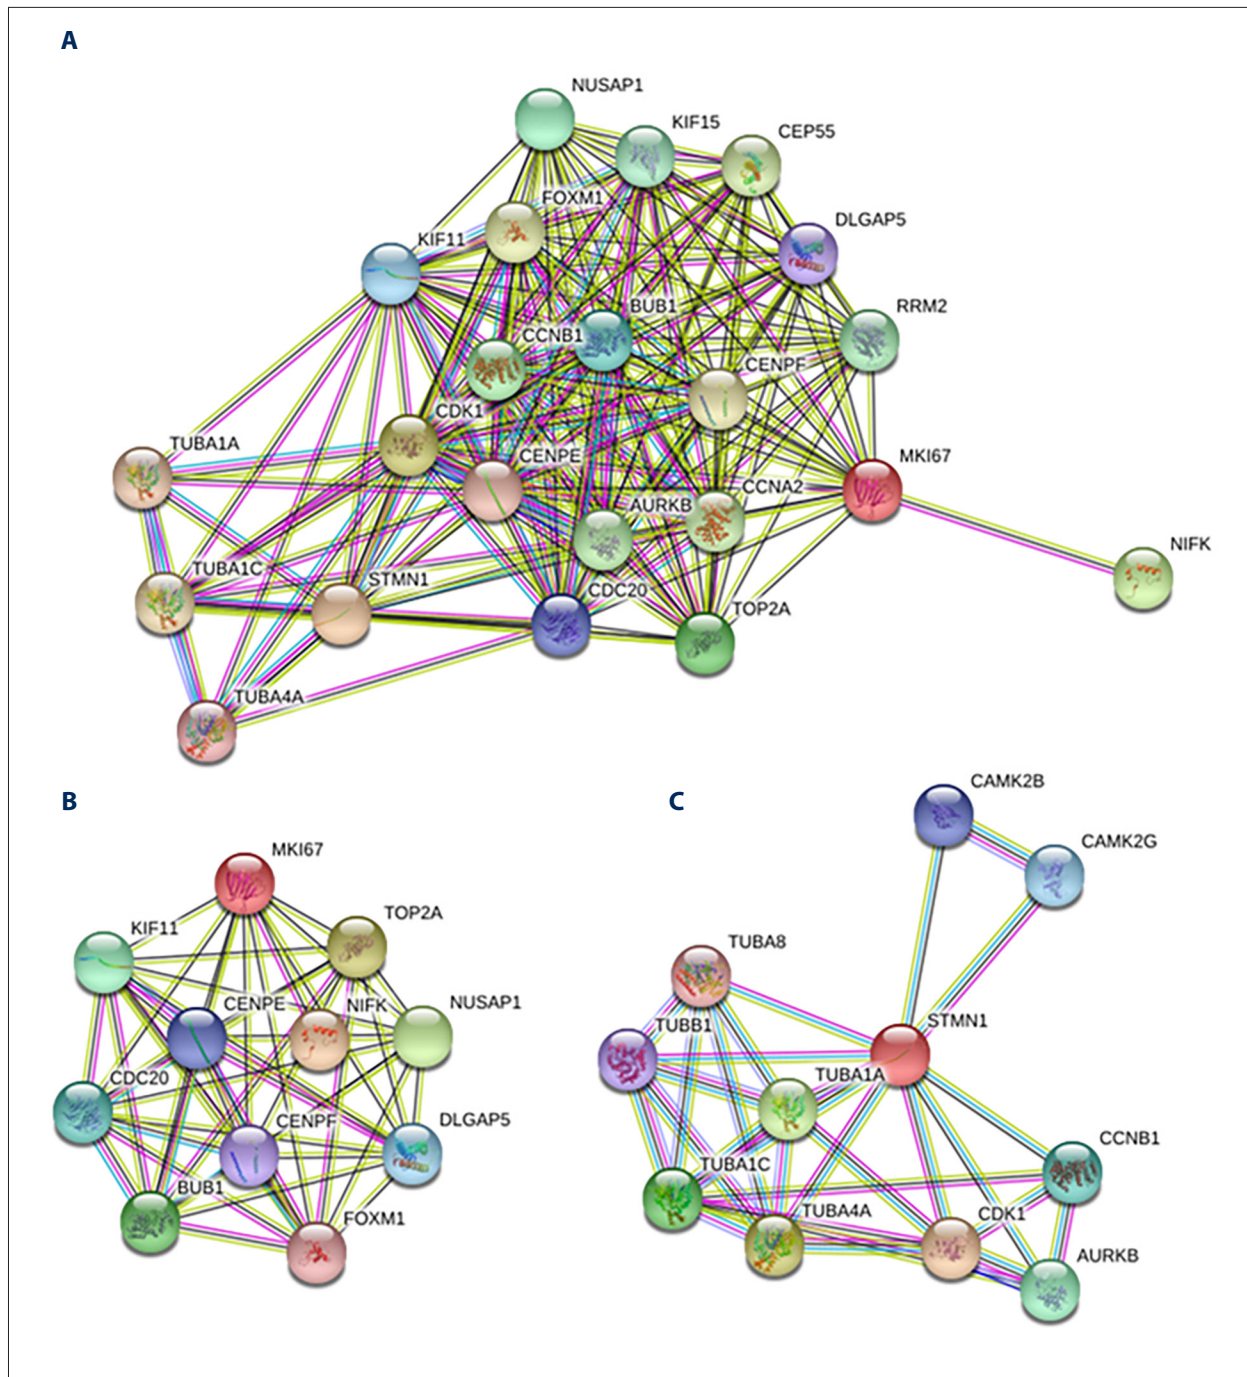 A
NUSAP1
KIF15
CEP55
FOXM1
DLGAP5
KIF11
BUB1
RRM2
CCNB1
CENPF
CDK1
TUBA1A
CENPE
MKI67
CCNA2
AURKB
NIFK
TUBA1C
STMN1
CDC20
TOP2A
TUBA4A
B
MKI67
TOP2A
KIF11
CENPE
NIFK
NUSAP1
CDC20
CENPF
DLGAP5
BUB1
FOXM1
C
CAMK2B
CAMK2G
TUBA8
STMN1
TUBB1
TUBA1A
CCNB1
TUBA1C
TUBA4A
CDK1
AURKB